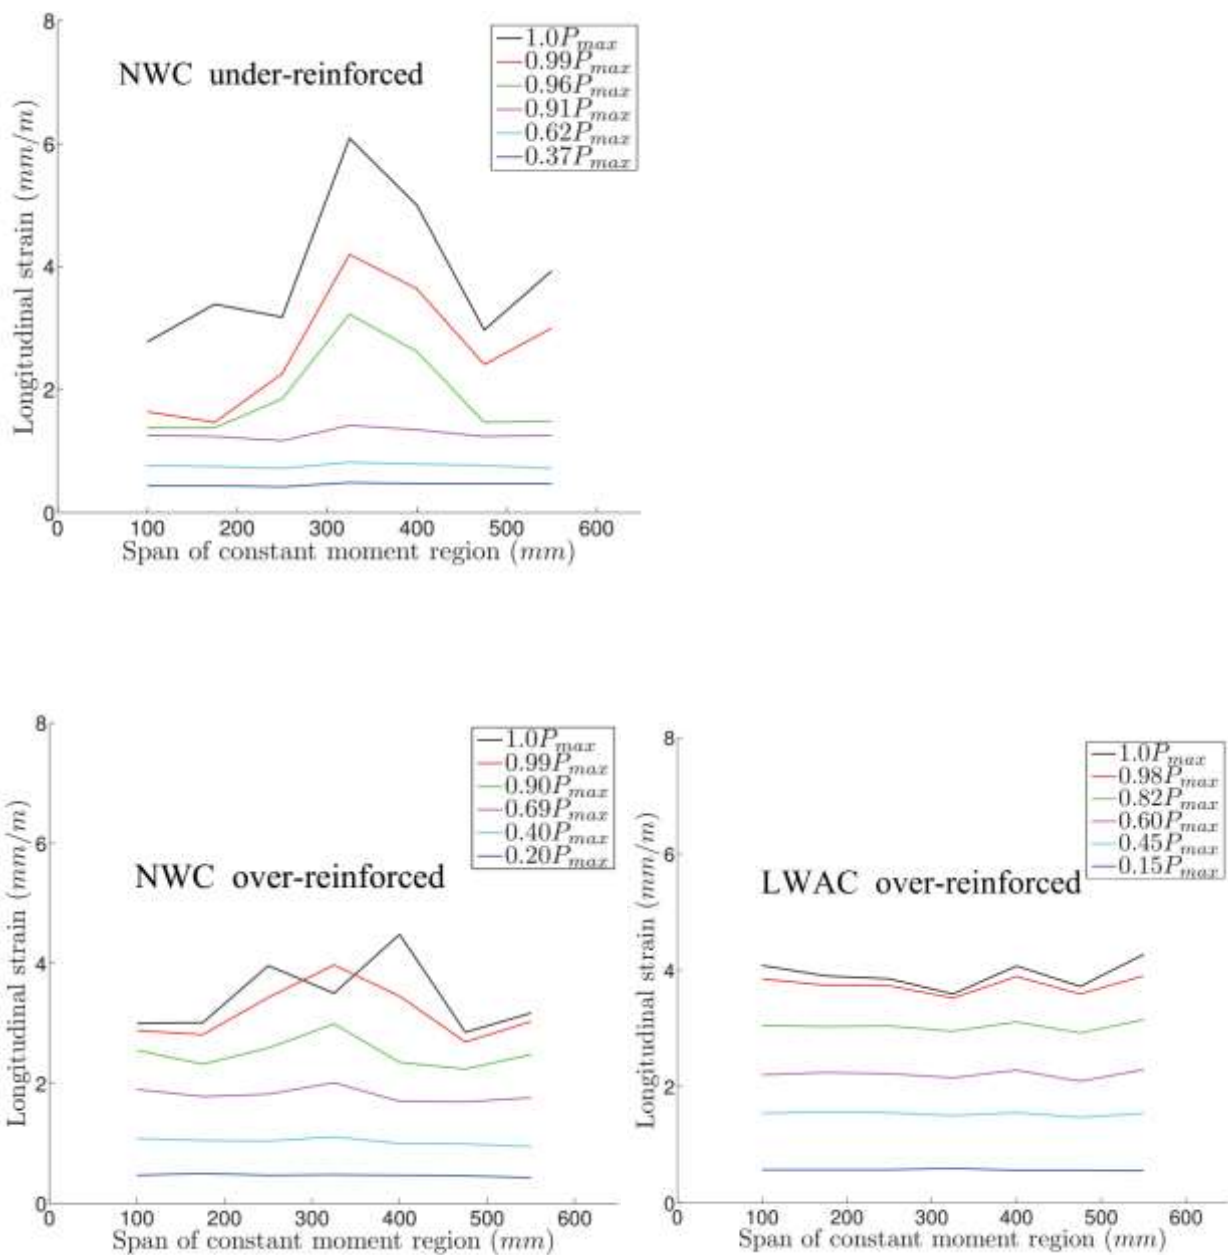 8
6
4
2
0
Longitudinal strain (mm/m)
NWC under-reinforced
1.0Pmax
0.99Pmax
0.96Pmax
0.91Pmax
0.62Pmax
0.37Pmax
0 100 200 300 400 500 600
Span of constant moment region (mm)
8
6
4
2
0
Longitudinal strain (mm/m)
NWC over-reinforced
1.0Pmax
0.99Pmax
0.90Pmax
0.69Pmax
0.40Pmax
0.20Pmax
0 100 200 300 400 500 600
Span of constant moment region (mm)
8
6
4
2
0
Longitudinal strain (mm/m)
LWAC over-reinforced
1.0Pmax
0.98Pmax
0.82Pmax
0.60Pmax
0.45Pmax
0.15Pmax
0 100 200 300 400 500 600
Span of constant moment region (mm)